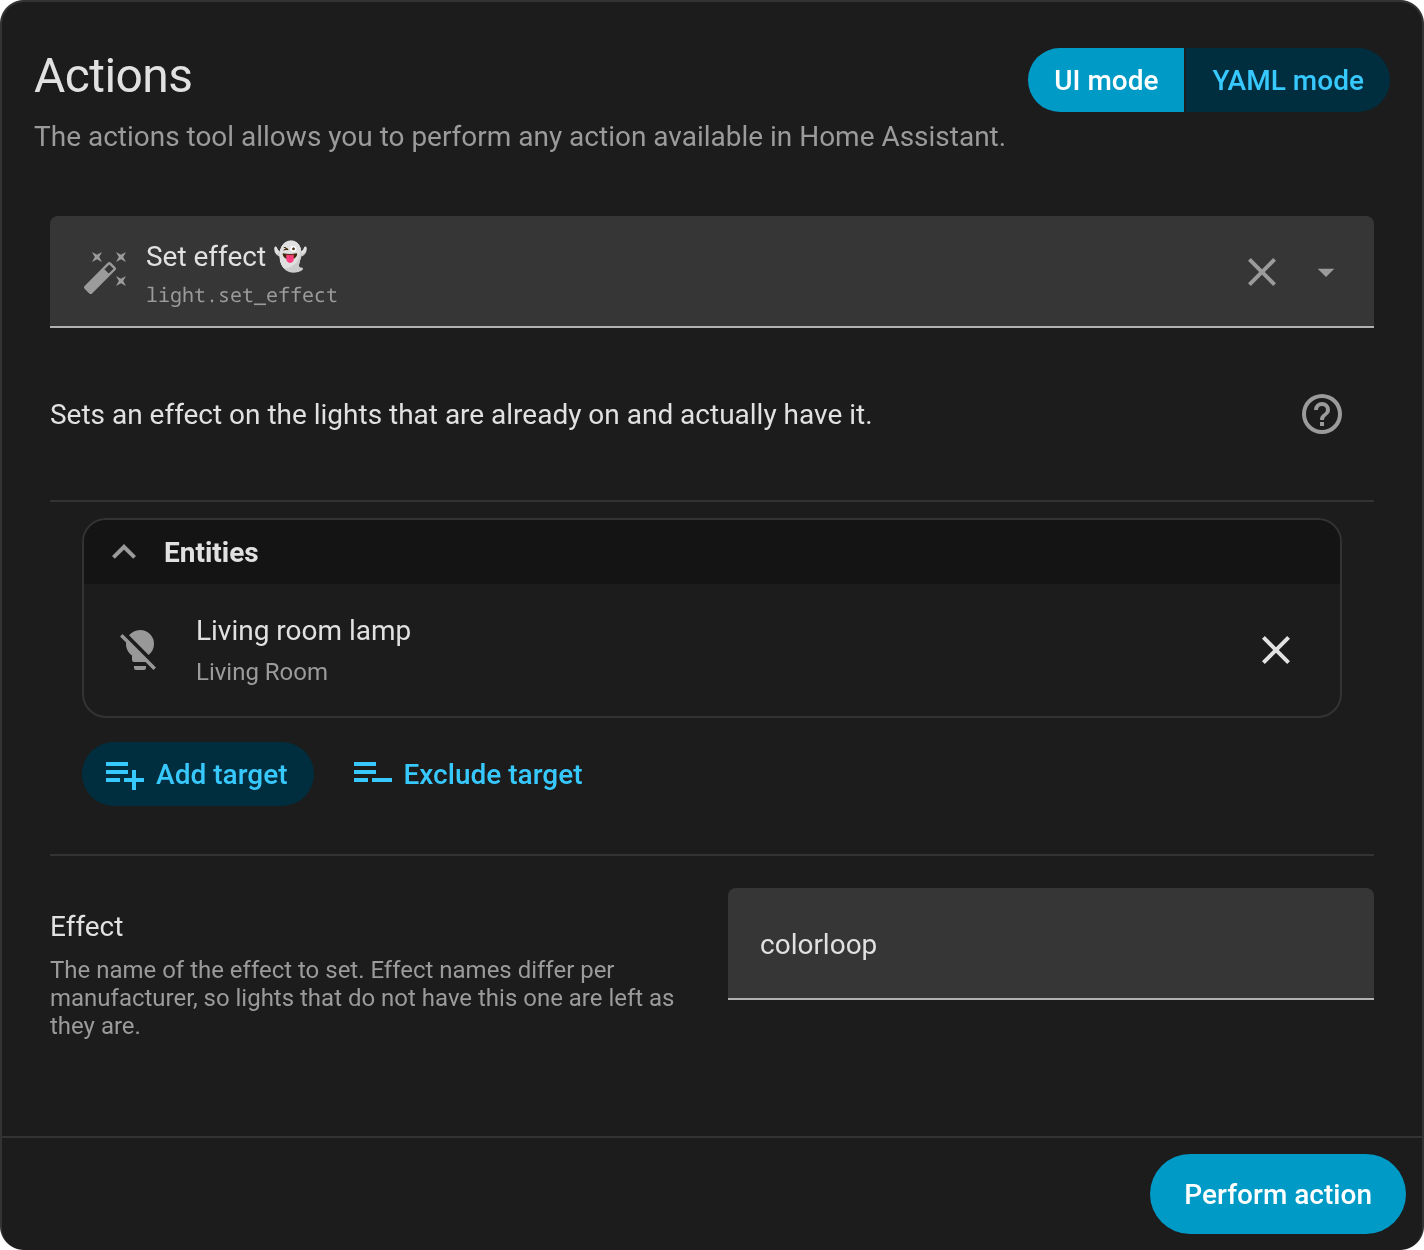 Actions
UI mode
YAML mode
The actions tool allows you to perform any action available in Home Assistant.
Set effect 👻
light.set_effect
Sets an effect on the lights that are already on and actually have it.
Entities
Living room lamp
Living Room
Add target
Exclude target
Effect
The name of the effect to set. Effect names differ per
manufacturer, so lights that do not have this one are left as
they are.
colorloop
Perform action